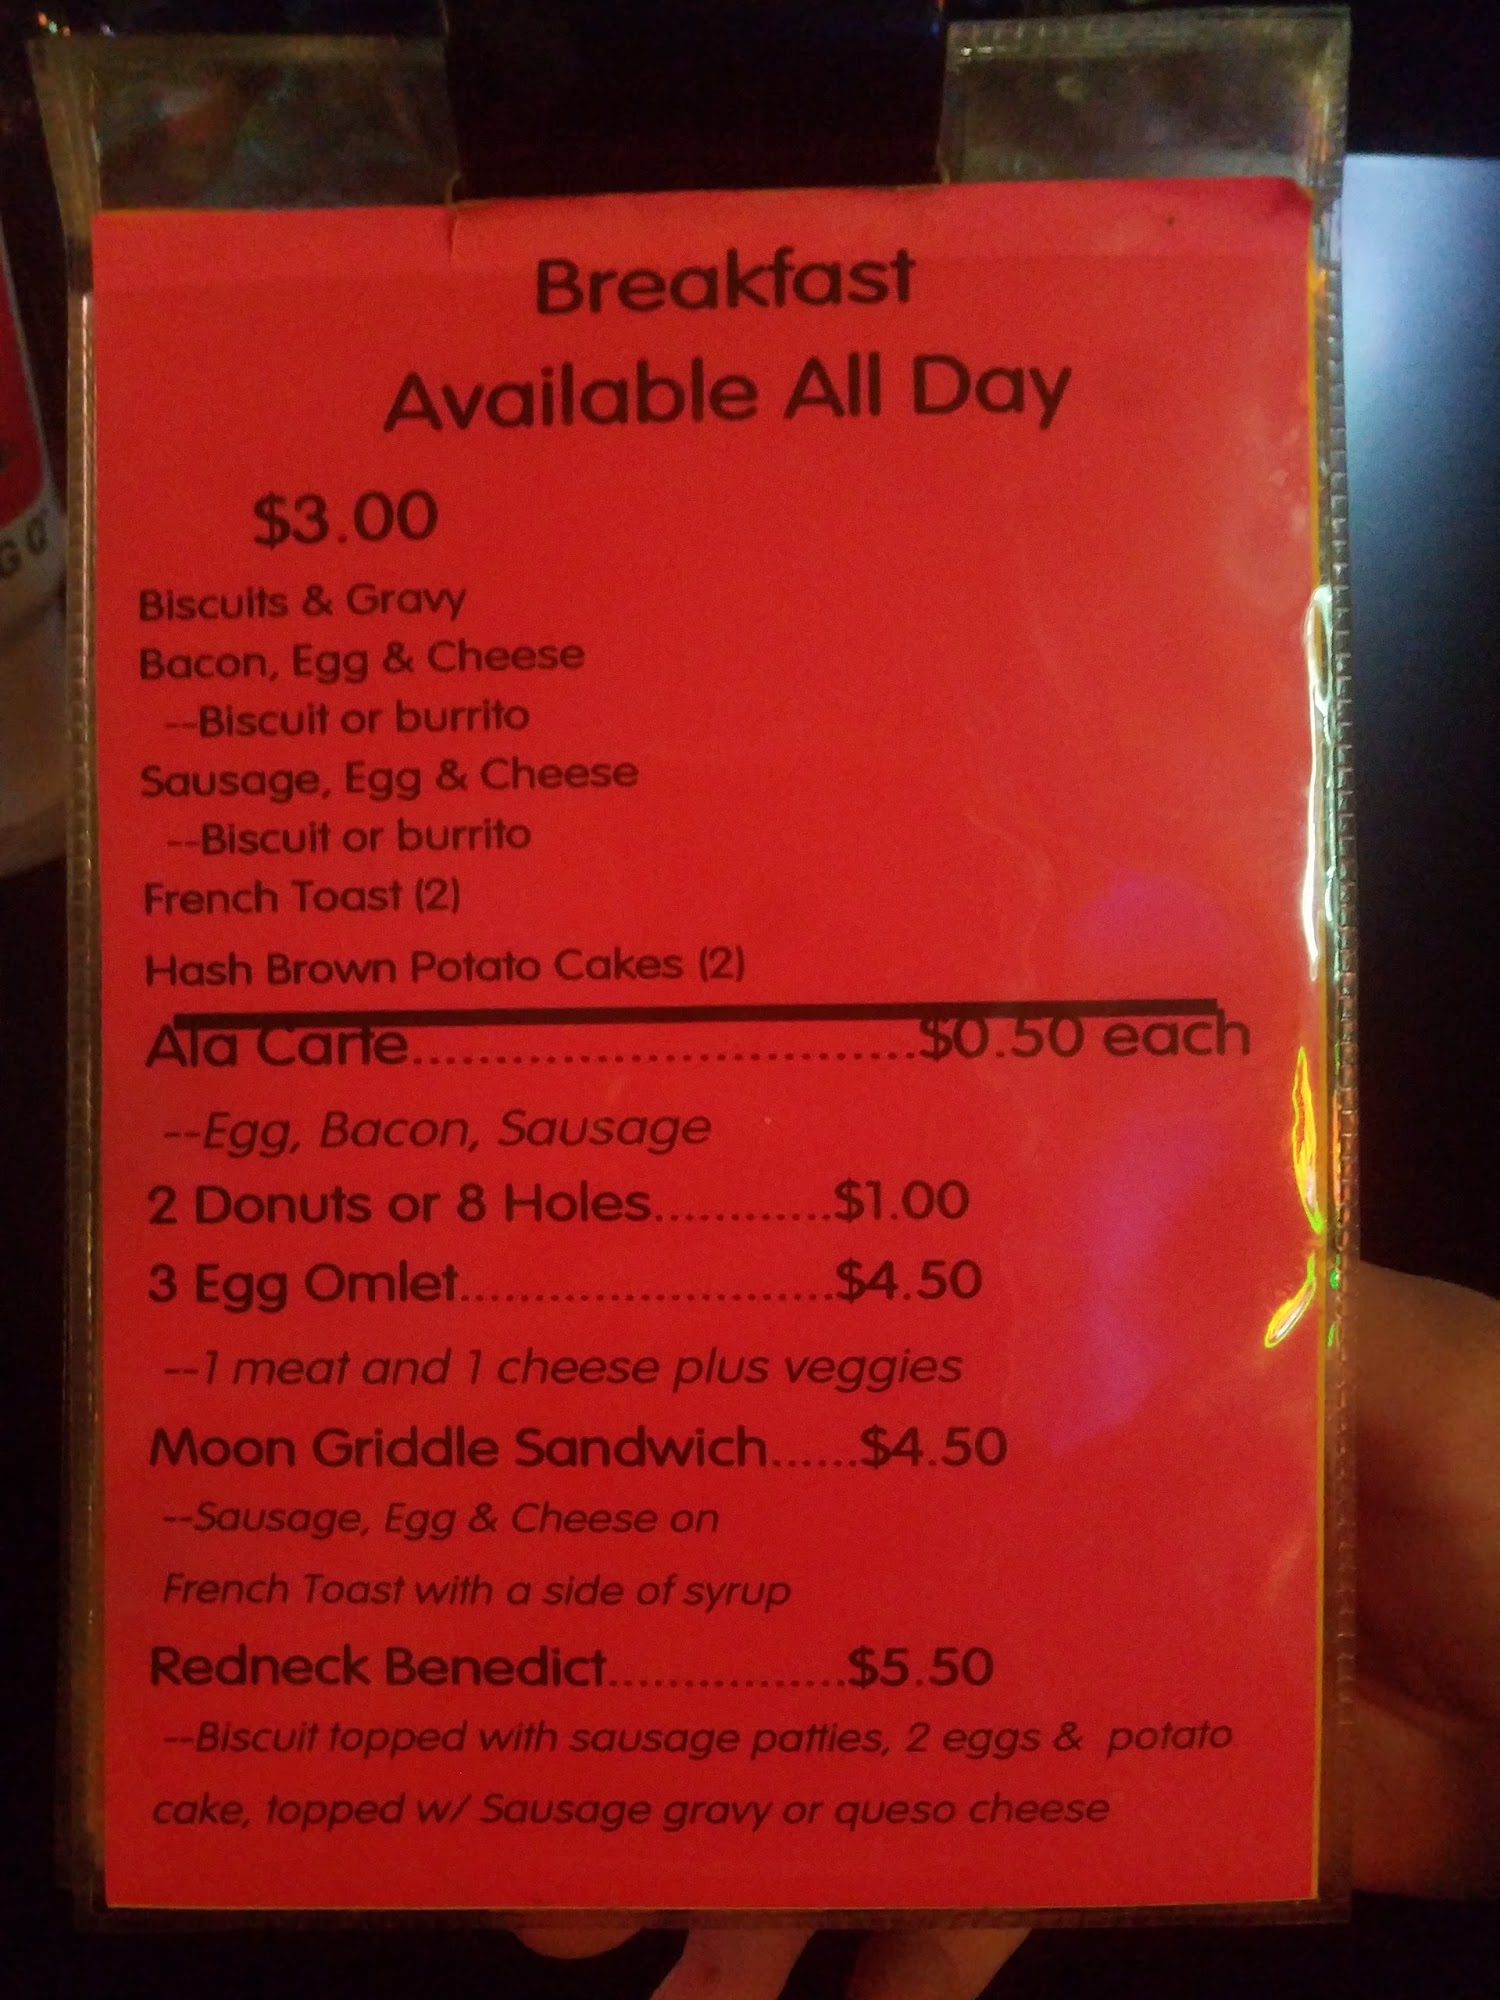 Breakfast
Available All Day
$3.00
Biscuits & Gravy
Bacon, Egg & Cheese
--Biscuit or burrito
Sausage, Egg & Cheese
--Biscuit or burrito
French Toast (2)
Hash Brown Potato Cakes (2)
Ala Carte................................$0.50 each
--Egg, Bacon, Sausage
2 Donuts or 8 Holes............$1.00
3 Egg Omlet.........................$4.50
--1 meat and 1 cheese plus veggies
Moon Griddle Sandwich......$4.50
--Sausage, Egg & Cheese on
French Toast with a side of syrup
Redneck Benedict................$5.50
--Biscuit topped with sausage patties, 2 eggs & potato
cake, topped w/ Sausage gravy or queso cheese